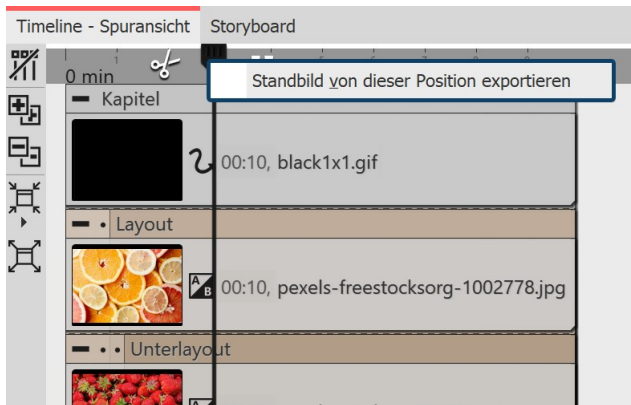 Timeline - Spuransicht Storyboard
0 min
Standbild von dieser Position exportieren
Kapitel
00:10, black1x1.gif
Layout
A B
00:10, pexels-freestocksorg-1002778.jpg
Unterlayout